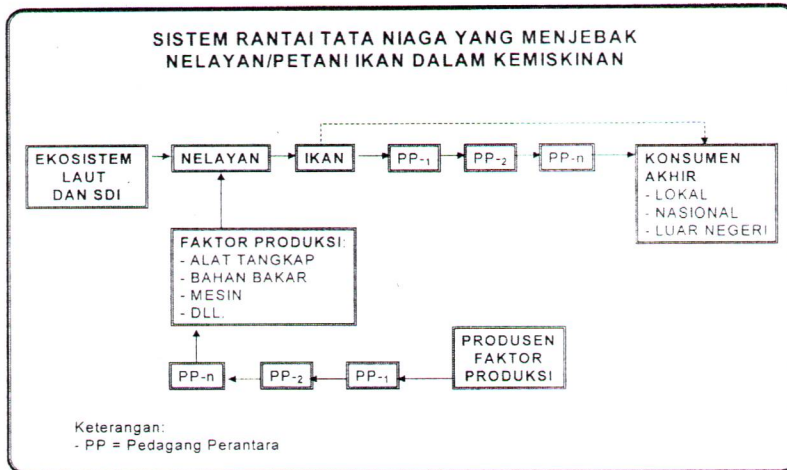 SISTEM RANTAI TATA NIAGA YANG MENJEBAK
NELAYAN/PETANI IKAN DALAM KEMISKINAN
EKOSISTEM
LAUT
DAN SDI
NELAYAN
IKAN
PP-1
PP-2
PP-n
KONSUMEN
AKHIR
- LOKAL
- NASIONAL
- LUAR NEGERI
FAKTOR PRODUKSI:
- ALAT TANGKAP
- BAHAN BAKAR
- MESIN
- DLL.
PP-n
PP-2
PP-1
PRODUSEN
FAKTOR
PRODUKSI
Keterangan:
- PP = Pedagang Perantara